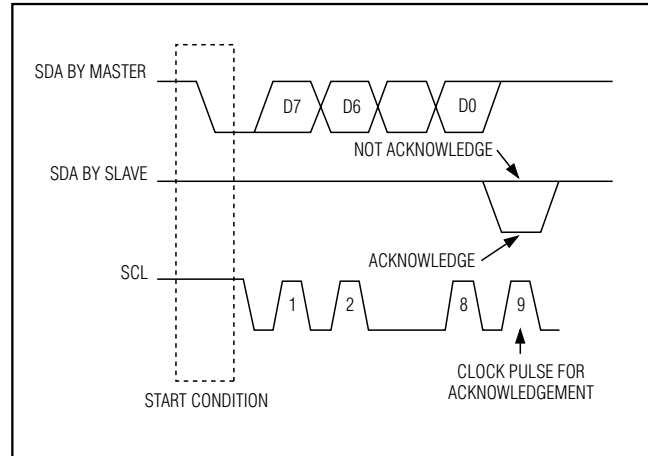 SDA BY MASTER
D7
D6
D0
NOT ACKNOWLEDGE
SDA BY SLAVE
ACKNOWLEDGE
SCL
1
2
8
9
CLOCK PULSE FOR
ACKNOWLEDGEMENT
START CONDITION